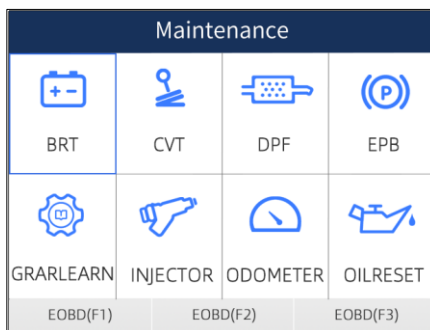 Maintenance
BRT CVT DPF EPB
GRARLEARN INJECTOR ODOMETER OILRESET
EOBD(F1) EOBD(F2) EOBD(F3)